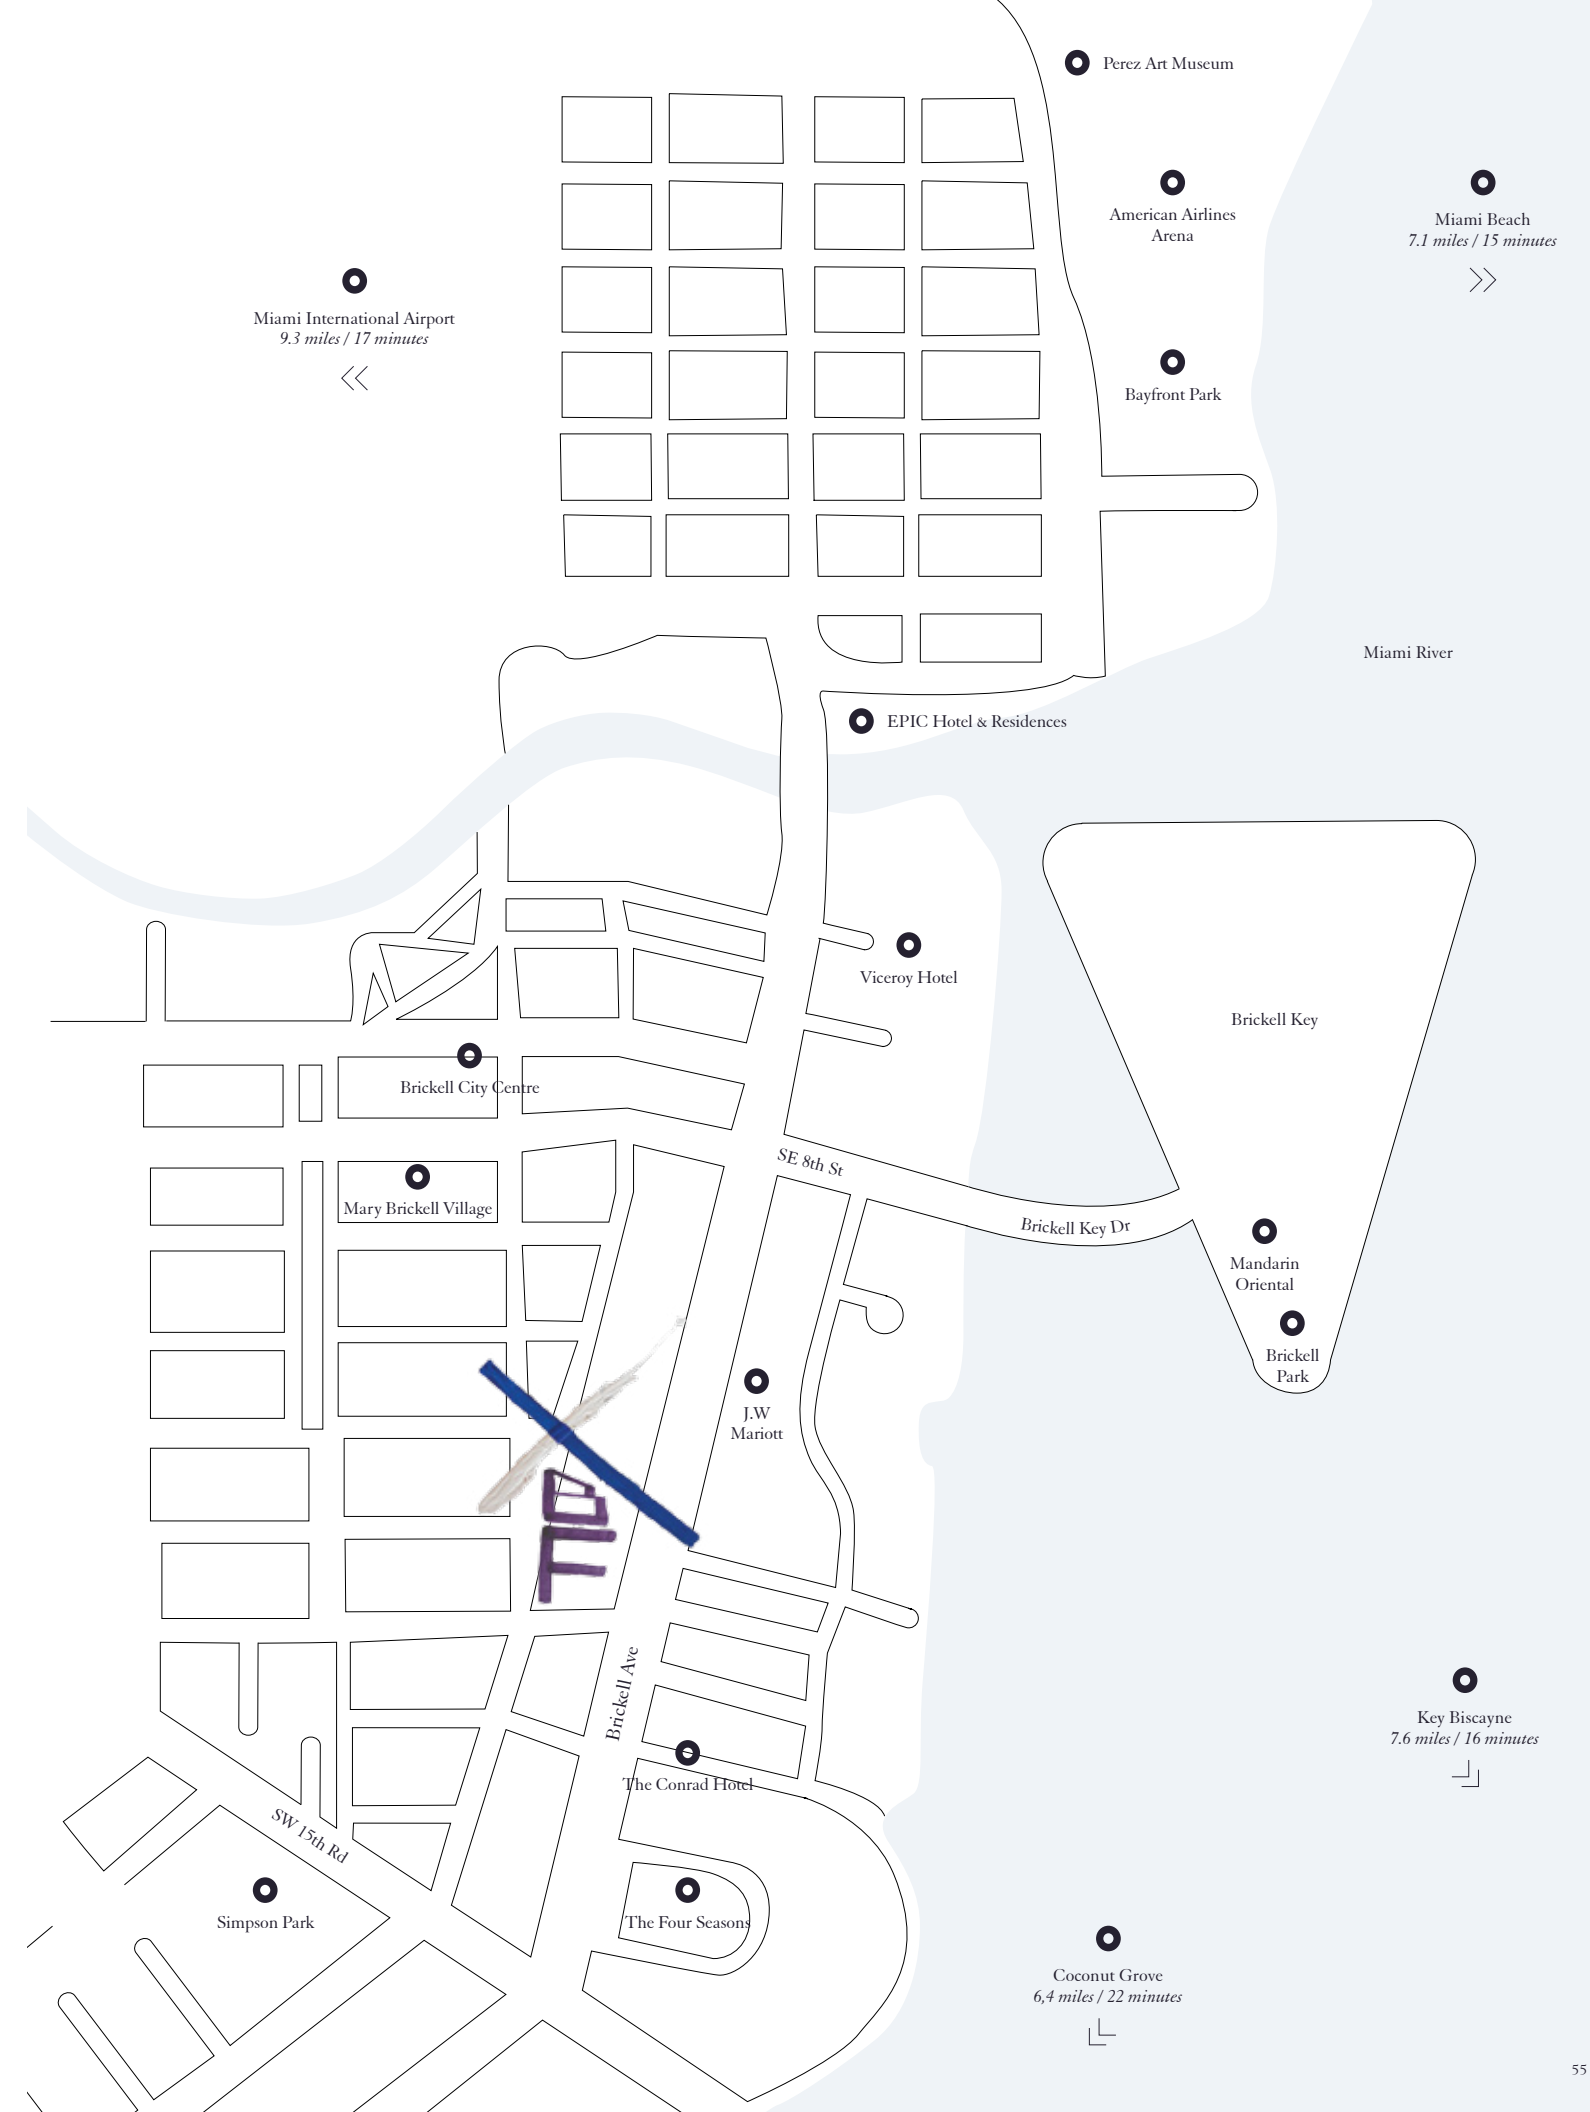 Perez Art Museum
American Airlines
Arena
Miami Beach
7.1 miles / 15 minutes
Miami International Airport
9.3 miles / 17 minutes
Bayfront Park
Miami River
EPIC Hotel & Residences
Viceroy Hotel
Brickell Key
Brickell City Centre
SE 8th St
Mary Brickell Village
Brickell Key Dr
Mandarin
Oriental
Brickell
Park
J.W
Mariott
Brickell Ave
Key Biscayne
7.6 miles / 16 minutes
The Conrad Hotel
SW 15th Rd
Simpson Park
The Four Seasons
Coconut Grove
6,4 miles / 22 minutes
55